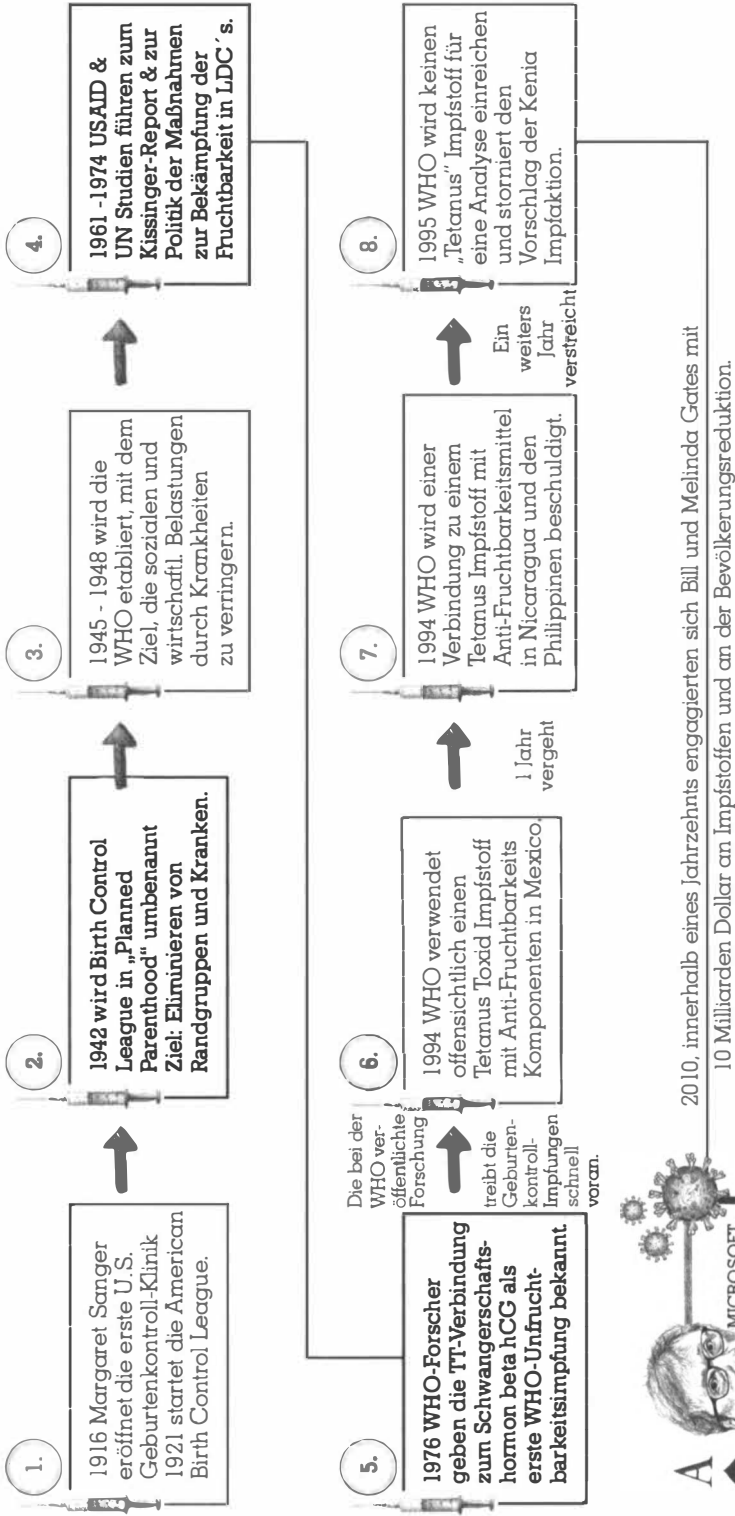 1.
1916 Margaret Sanger
eröffnet die erste U.S.
Geburtenkontroll-Klinik
1921 startet die American
Birth Control League.
2.
1942 wird Birth Control
League in „Planned
Parenthood“ umbenannt
Ziel: Eliminieren von
Randgruppen und Kranken.
3.
1945 - 1948 wird die
WHO etabliert, mit dem
Ziel, die sozialen und
wirtschaftl. Belastungen
durch Krankheiten
zu verringern.
4.
1961 -1974 USAID &
UN Studien führen zum
Kissinger-Report & zur
Politik der Maßnahmen
zur Bekämpfung der
Fruchtbarkeit in LDC´s.
5.
1976 WHO-Forscher
geben die TT-Verbindung
zum Schwangerschafts-
hormon beta hCG als
erste WHO-Unfrucht-
barkeitsimpfung bekannt.
Die bei der
WHO ver-
öffentlichte
Forschung
treibt die
Geburten-
kontroll-
Impfungen
schnell
voran.
6.
1994 WHO verwendet
offensichtlich einen
Tetanus Toxid Impfstoff
mit Anti-Fruchtbarkeits
Komponenten in Mexico.
1 Jahr
vergeht
7.
1994 WHO wird einer
Verbindung zu einem
Tetanus Impfstoff mit
Anti-Fruchtbarkeitsmittel
in Nicaragua und den
Philippinen beschuldigt.
Ein
weiters
Jahr
verstreicht
8.
1995 WHO wird keinen
„Tetanus“ Impfstoff für
eine Analyse einreichen
und storniert den
Vorschlag der Kenia
Impfaktion.
2010, innerhalb eines Jahrzehnts engagierten sich Bill und Melinda Gates mit
10 Milliarden Dollar an Impfstoffen und an der Bevölkerungsreduktion.
A
MICROSOFT